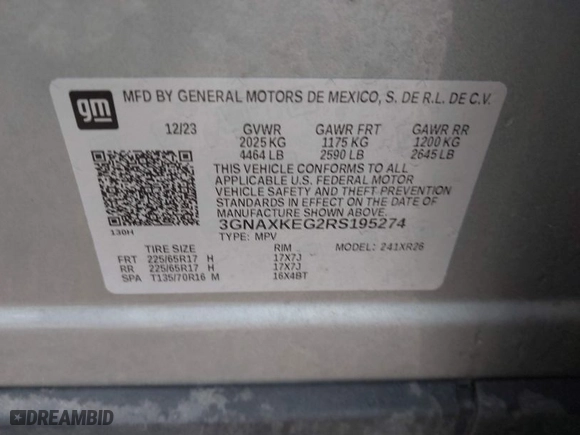 gm MFD BY GENERAL MOTORS DE MEXICO, S. DE R.L. DE C.V.
12/23 GVWR GAWR FRT GAWR RR
2025 KG 1175 KG 1200 KG
4464 LB 2590 LB 2645 LB
THIS VEHICLE CONFORMS TO ALL
APPLICABLE U.S. FEDERAL MOTOR
VEHICLE SAFETY AND THEFT PREVENTION
STANDARDS IN EFFECT ON THE DATE OF
MANUFACTURE SHOWN ABOVE.
3GNAXKEG2RS195274
130H TYPE: MPV MODEL: 241XR26
TIRE SIZE RIM
FRT 225/65R17 H 17X7J
RR 225/65R17 H 17X7J
SPA T135/70R16 M 16X4BT
DREAMBID